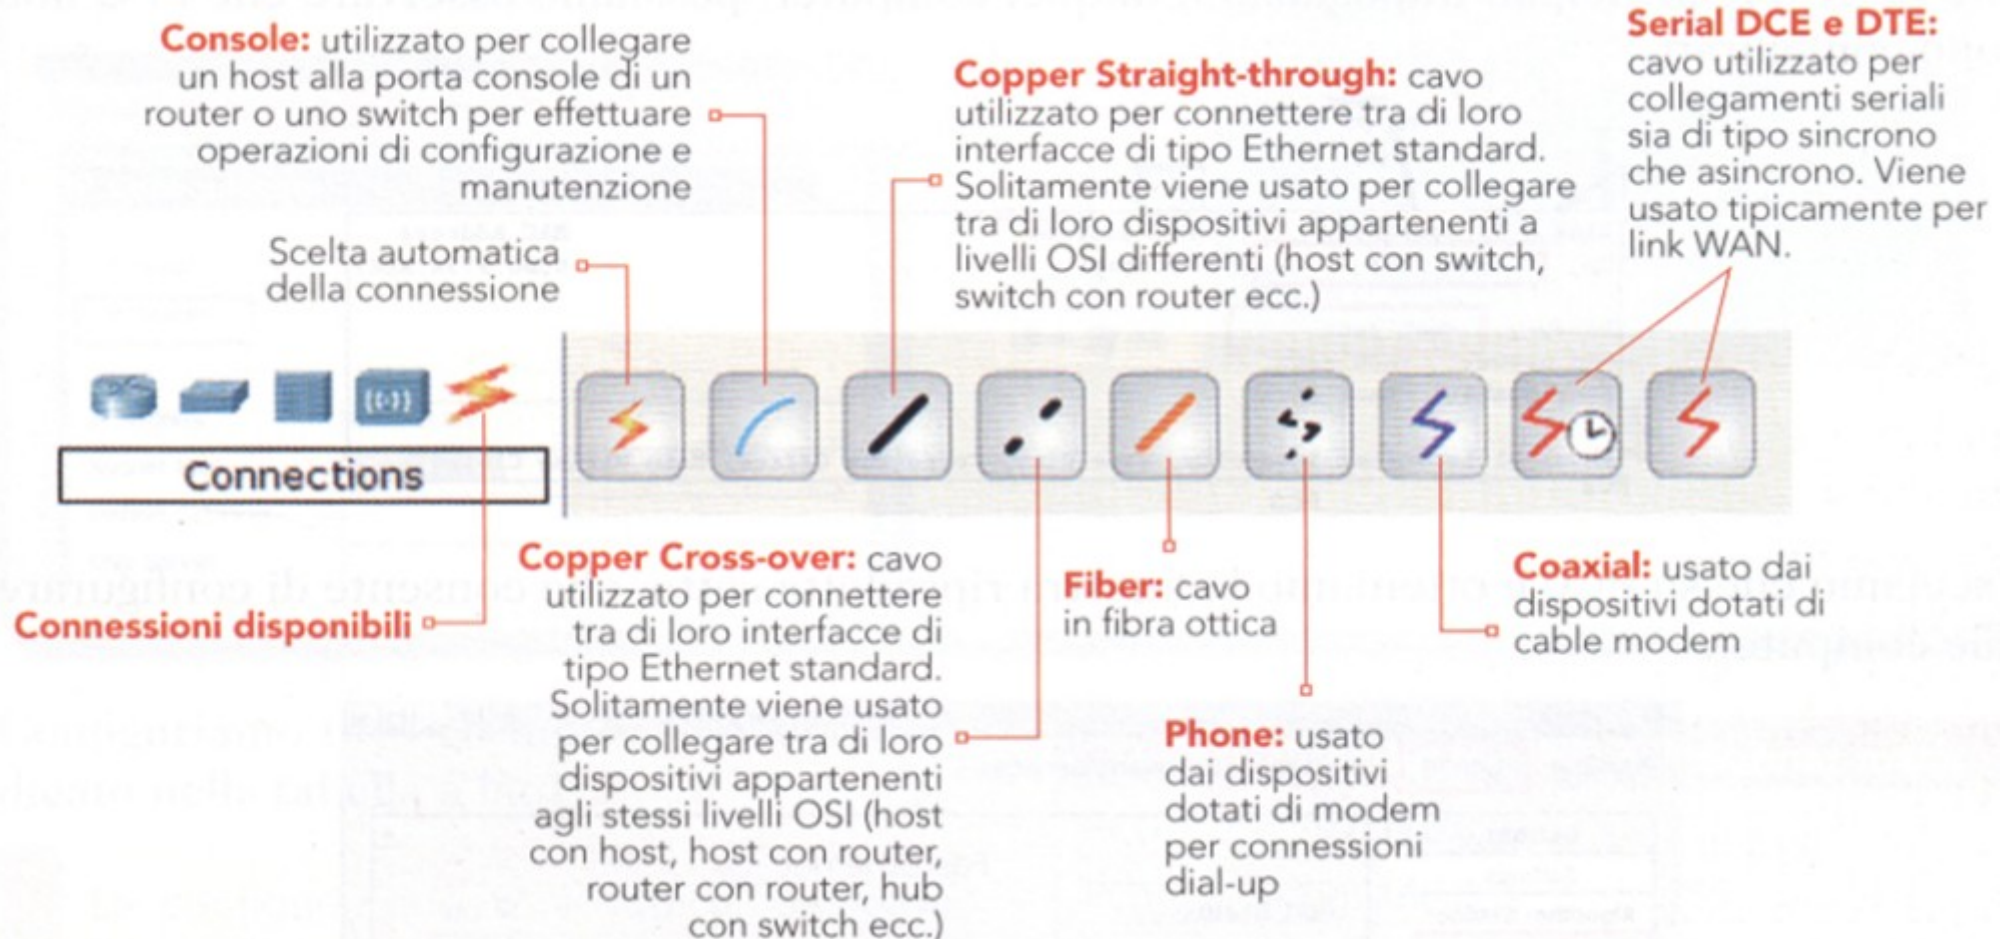 Console: utilizzato per collegare
un host alla porta console di un
router o uno switch per effettuare
operazioni di configurazione e
manutenzione
Scelta automatica
della connessione
Copper Straight-through: cavo
utilizzato per connettere tra di loro
interfacce di tipo Ethernet standard.
Solitamente viene usato per collegare
tra di loro dispositivi appartenenti a
livelli OSI differenti (host con switch,
switch con router ecc.)
Serial DCE e DTE:
cavo utilizzato per
collegamenti seriali
sia di tipo sincrono
che asincrono. Viene
usato tipicamente per
link WAN.
Connections
Connessioni disponibili
Copper Cross-over: cavo
utilizzato per connettere
tra di loro interfacce di
tipo Ethernet standard.
Solitamente viene usato
per collegare tra di loro
dispositivi appartenenti
agli stessi livelli OSI (host
con host, host con router,
router con router, hub
con switch ecc.)
Fiber: cavo
in fibra ottica
Phone: usato
dai dispositivi
dotati di modem
per connessioni
dial-up
Coaxial: usato dai
dispositivi dotati di
cable modem